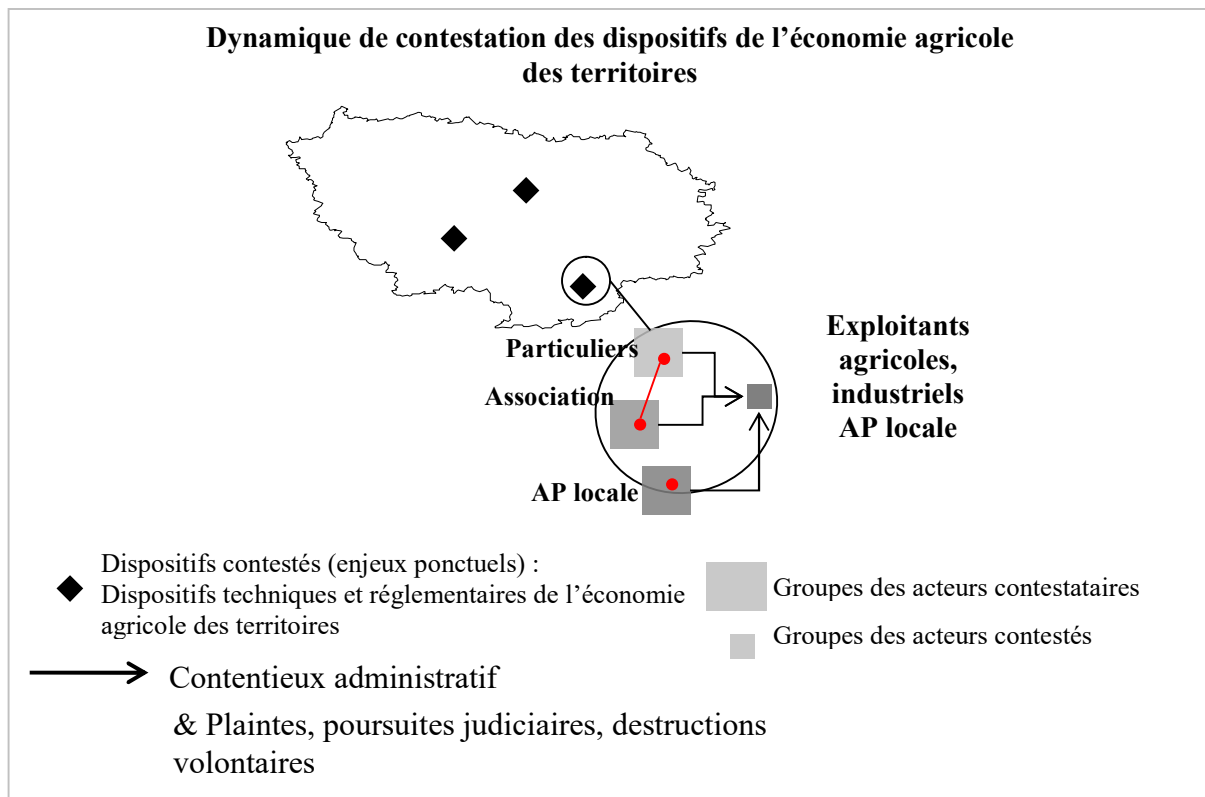 Dynamique de contestation des dispositifs de l’économie agricole
des territoires
Particuliers
Association
AP locale
Exploitants
agricoles,
industriels
AP locale
Dispositifs contestés (enjeux ponctuels) :
Dispositifs techniques et réglementaires de l’économie
agricole des territoires
Groupes des acteurs contestataires
Groupes des acteurs contestés
Contentieux administratif
& Plaintes, poursuites judiciaires, destructions
volontaires